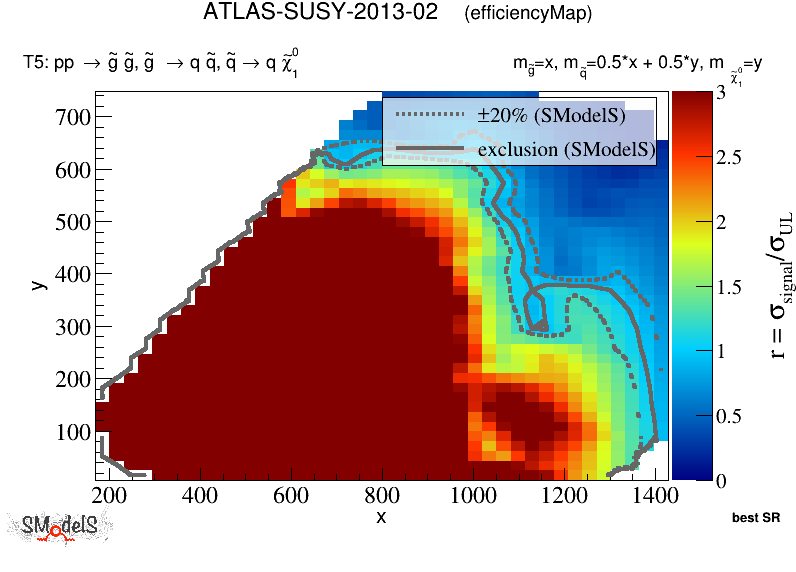 ATLAS-SUSY-2013-02 (efficiencyMap)
T5: pp → g̃ g̃, g̃ → q q̃, q̃ → q χ̃₁⁰
m_g̃=x, m_q̃=0.5*x + 0.5*y, m_χ̃₁⁰=y
±20% (SModelS)
exclusion (SModelS)
700
600
500
400
300
200
100
y
200 400 600 800 1000 1200 1400
x
3
2.5
2
1.5
1
0.5
0
r = σ_signal/σ_UL
SModelS
best SR